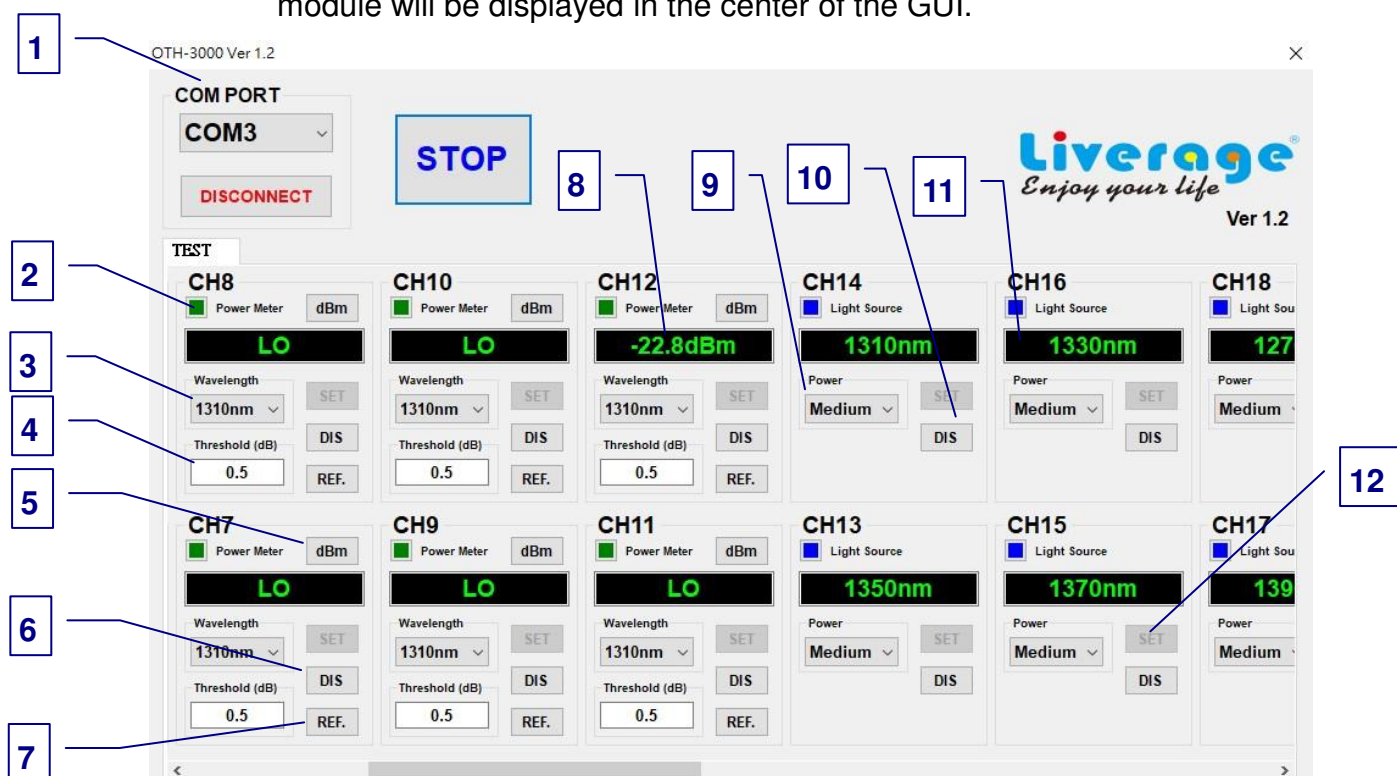 module will be displayed in the center of the GUI.
1
OTH-3000 Ver 1.2
COM PORT
COM3
STOP
DISCONNECT
8
9
10
11
Liverage®
Enjoy your life
Ver 1.2
TEST
2
CH8 CH10 CH12 CH14 CH16 CH18
Power Meter dBm Power Meter dBm Power Meter dBm Light Source Light Source Light Sou
LO LO -22.8dBm 1310nm 1330nm 127
3
Wavelength Wavelength Wavelength Power Power Power
1310nm SET 1310nm SET 1310nm SET Medium SET Medium SET Medium
4
Threshold (dB) DIS Threshold (dB) DIS Threshold (dB) DIS DIS DIS
0.5 REF. 0.5 REF. 0.5 REF.
12
5
CH7 CH9 CH11 CH13 CH15 CH17
Power Meter dBm Power Meter dBm Power Meter dBm Light Source Light Source Light Sou
LO LO LO 1350nm 1370nm 139
6
Wavelength Wavelength Wavelength Power Power Power
1310nm SET 1310nm SET 1310nm SET Medium SET Medium SET Medium
Threshold (dB) DIS Threshold (dB) DIS Threshold (dB) DIS DIS DIS
0.5 REF. 0.5 REF. 0.5 REF.
7